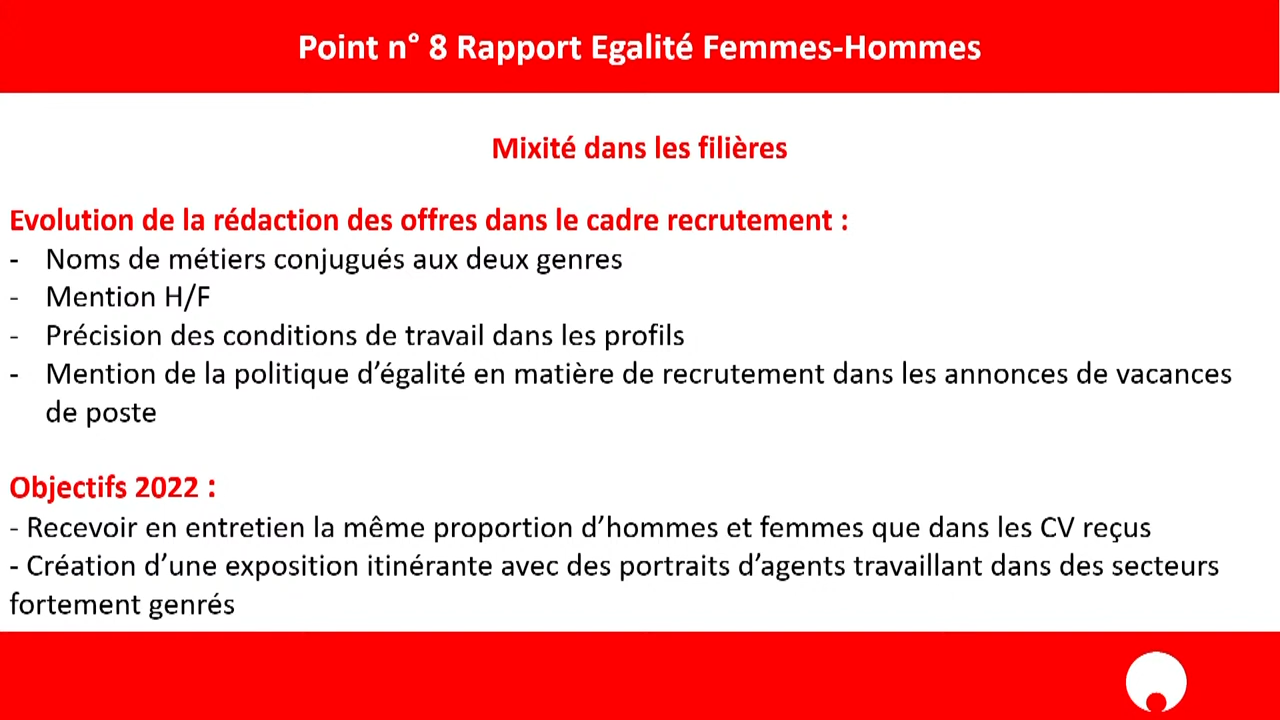 Point n° 8 Rapport Egalité Femmes-Hommes
Mixité dans les filières
Evolution de la rédaction des offres dans le cadre recrutement :
- Noms de métiers conjugués aux deux genres
- Mention H/F
- Précision des conditions de travail dans les profils
- Mention de la politique d’égalité en matière de recrutement dans les annonces de vacances
de poste
Objectifs 2022 :
- Recevoir en entretien la même proportion d’hommes et femmes que dans les CV reçus
- Création d’une exposition itinérante avec des portraits d’agents travaillant dans des secteurs
fortement genrés